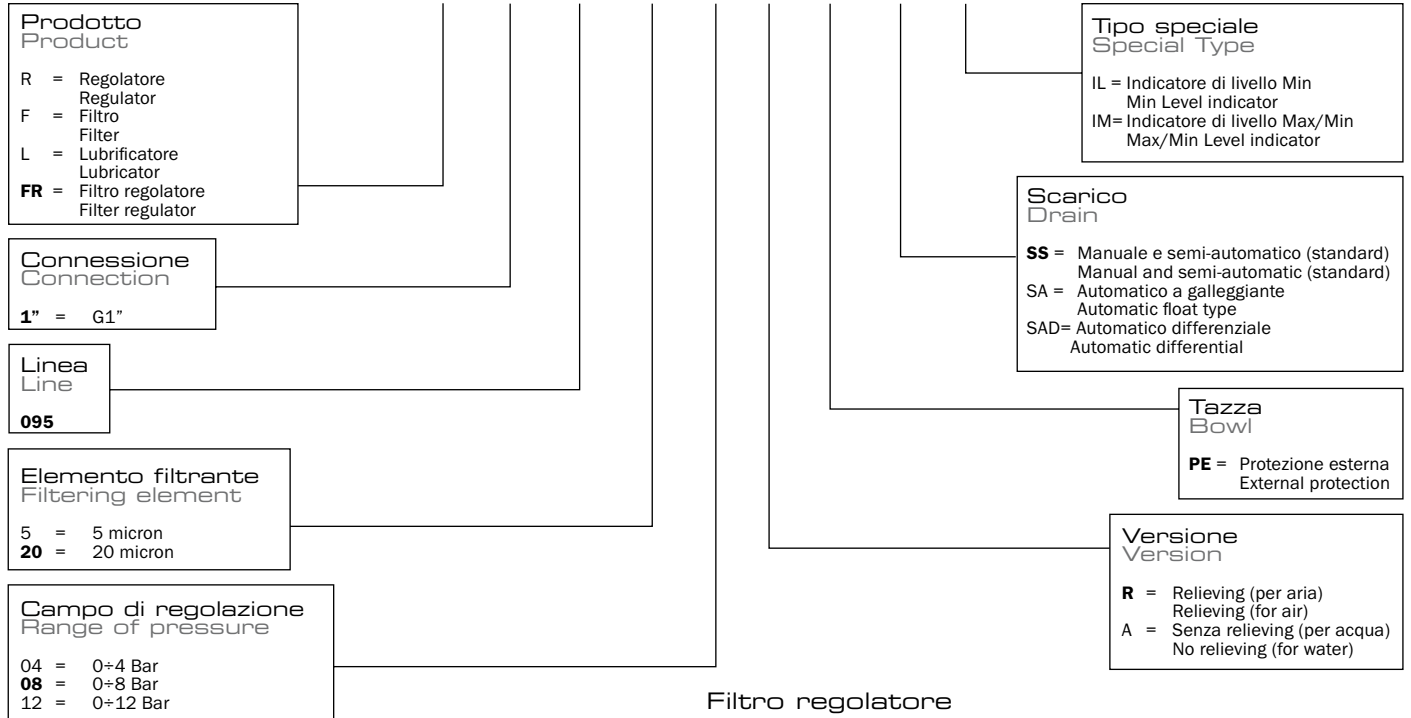 Prodotto
Product
R = Regolatore
Regulator
F = Filtro
Filter
L = Lubrificatore
Lubricator
FR = Filtro regolatore
Filter regulator
Connessione
Connection
1” = G1”
Linea
Line
095
Elemento filtrante
Filtering element
5 = 5 micron
20 = 20 micron
Campo di regolazione
Range of pressure
04 = 0÷4 Bar
08 = 0÷8 Bar
12 = 0÷12 Bar
Tipo speciale
Special Type
IL = Indicatore di livello Min
Min Level indicator
IM= Indicatore di livello Max/Min
Max/Min Level indicator
Scarico
Drain
SS = Manuale e semi-automatico (standard)
Manual and semi-automatic (standard)
SA = Automatico a galleggiante
Automatic float type
SAD= Automatico differenziale
Automatic differential
Tazza
Bowl
PE = Protezione esterna
External protection
Versione
Version
R = Relieving (per aria)
Relieving (for air)
A = Senza relieving (per acqua)
No relieving (for water)
Filtro regolatore